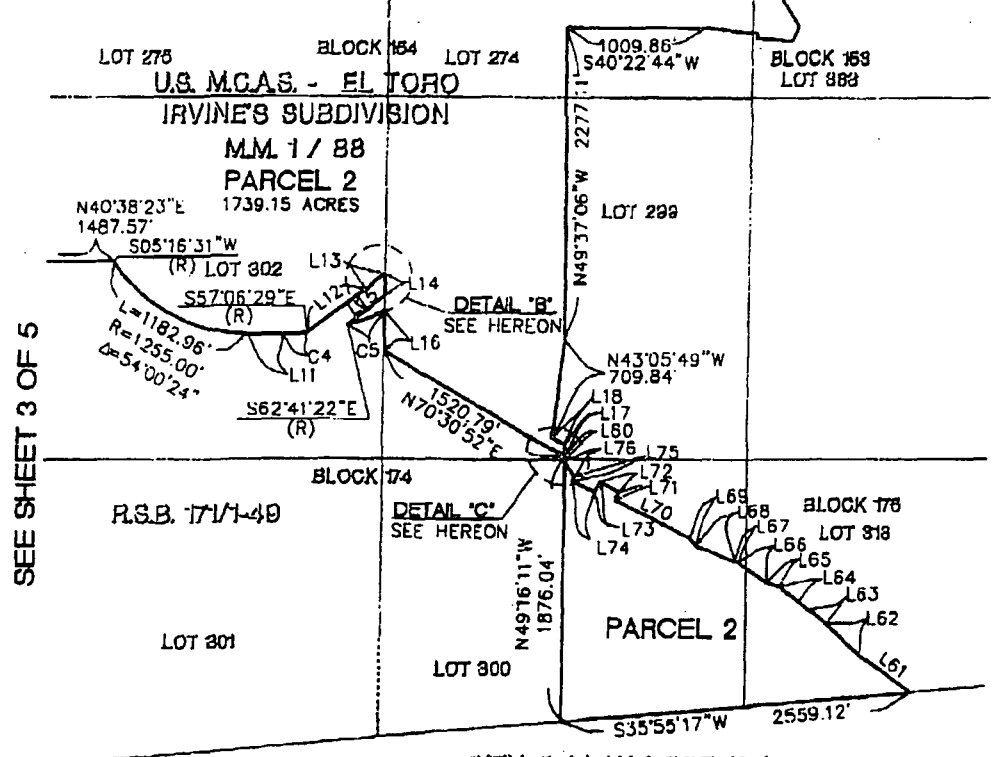 1009.86'
S40°22'44"W
LOT 275
BLOCK 154
LOT 274
BLOCK 153
U.S. M.C.A.S. - EL TORO
IRVINE'S SUBDIVISION
M.M. 1 / 88
PARCEL 2
1739.15 ACRES
N49°37'06"W 2277.11'
LOT 299
N40°38'23"E
1487.57'
S05°16'31"W
(R)
LOT 302
L13
L14
L12
S57°06'29"E
(R)
DETAIL "B"
SEE HEREON
L=1182.96'
R=1255.00'
Δ=54°00'24"
C4
C5
L16
L11
N43°05'49"W
709.84'
S62°41'22"E
(R)
1520.79'
N70°30'52"E
L18
L17
L60
L76
L75
L72
L71
L70
SEE SHEET 3 OF 5
BLOCK 174
R.S.B. 171/1-49
DETAIL "C"
SEE HEREON
L73
L74
L69
L68
L67
L66
L65
L64
L63
L62
L61
BLOCK 175
LOT 318
N49°16'11"W
1876.04'
PARCEL 2
LOT 301
LOT 300
S35°55'17"W
2559.12'